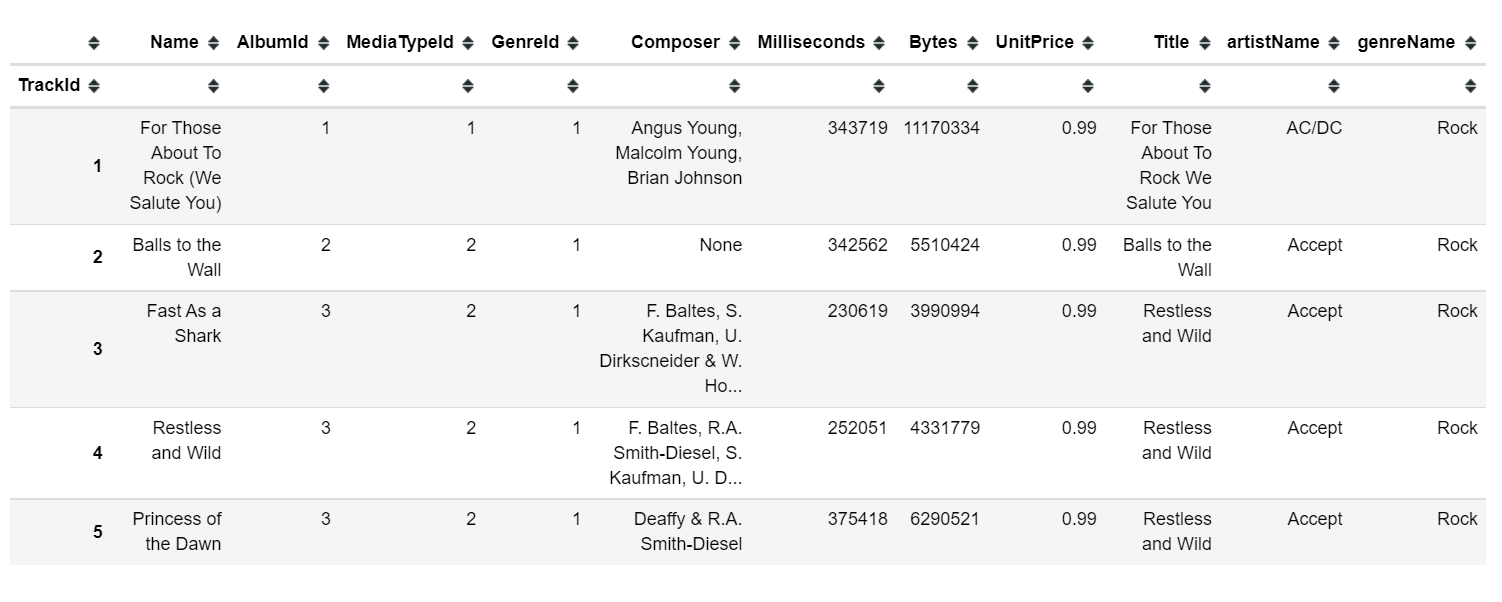 Name AlbumId MediaTypeId GenreId Composer Milliseconds Bytes UnitPrice Title artistName genreName
TrackId
1 For Those About To Rock (We Salute You) 1 1 1 Angus Young, Malcolm Young, Brian Johnson 343719 11170334 0.99 For Those About To Rock We Salute You AC/DC Rock
2 Balls to the Wall 2 2 1 None 342562 5510424 0.99 Balls to the Wall Accept Rock
3 Fast As a Shark 3 2 1 F. Baltes, S. Kaufman, U. Dirkscneider & W. Ho... 230619 3990994 0.99 Restless and Wild Accept Rock
4 Restless and Wild 3 2 1 F. Baltes, R.A. Smith-Diesel, S. Kaufman, U. D... 252051 4331779 0.99 Restless and Wild Accept Rock
5 Princess of the Dawn 3 2 1 Deaffy & R.A. Smith-Diesel 375418 6290521 0.99 Restless and Wild Accept Rock